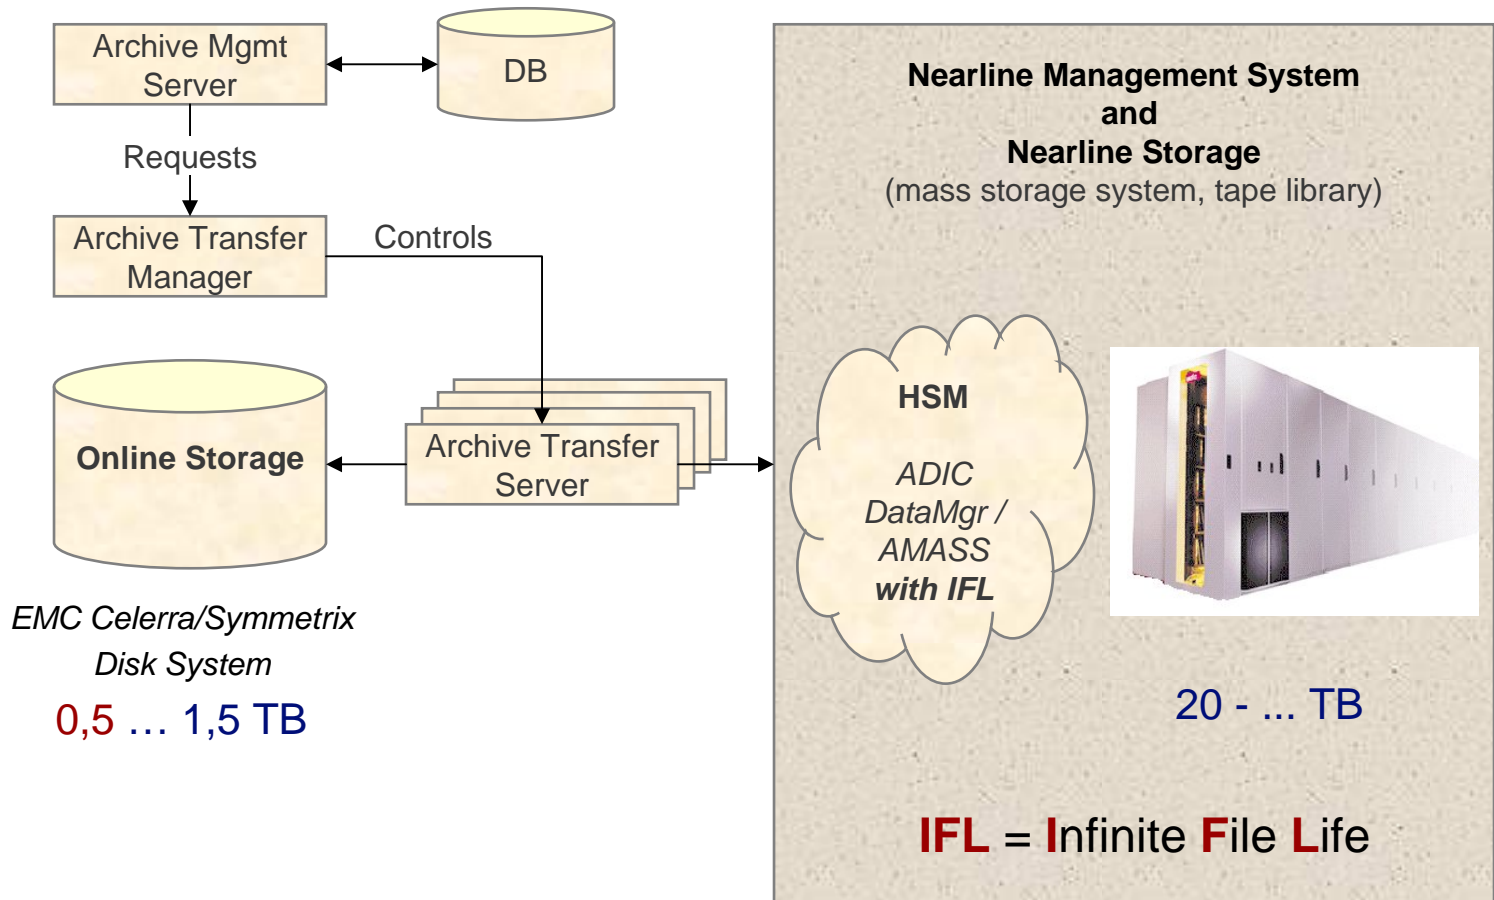 Archive Mgmt
Server
DB
Requests
Archive Transfer
Manager
Controls
Online Storage
Archive Transfer
Server
EMC Celerra/Symmetrix
Disk System
0,5 … 1,5 TB
Nearline Management System
and
Nearline Storage
(mass storage system, tape library)
HSM
ADIC
DataMgr /
AMASS
with IFL
20 - ... TB
IFL = Infinite File Life